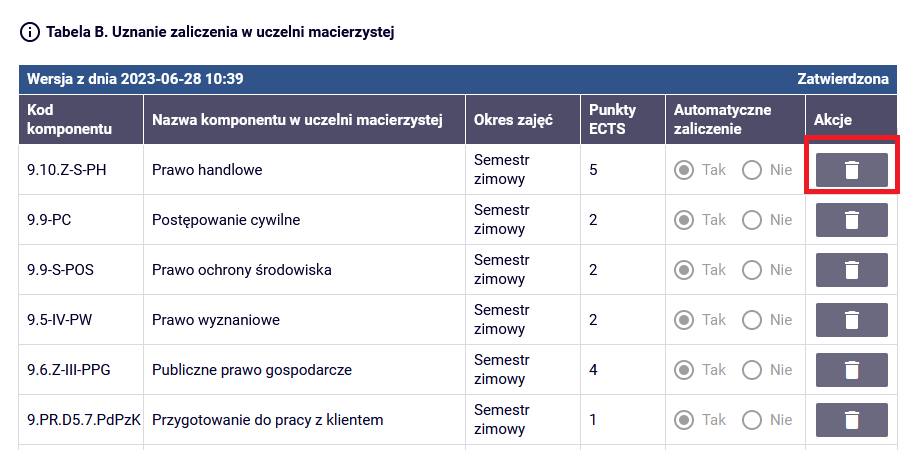 Tabela B. Uznanie zaliczenia w uczelni macierzystej
Wersja z dnia 2023-06-28 10:39 Zatwierdzona
Kod komponentu Nazwa komponentu w uczelni macierzystej Okres zajęć Punkty ECTS Automatyczne zaliczenie Akcje
9.10.Z-S-PH Prawo handlowe Semestr zimowy 5 Tak Nie
9.9-PC Postępowanie cywilne Semestr zimowy 2 Tak Nie
9.9-S-POS Prawo ochrony środowiska Semestr zimowy 2 Tak Nie
9.5-IV-PW Prawo wyznaniowe Semestr zimowy 2 Tak Nie
9.6.Z-III-PPG Publiczne prawo gospodarcze Semestr zimowy 4 Tak Nie
9.PR.D5.7.PdPzK Przygotowanie do pracy z klientem Semestr zimowy 1 Tak Nie